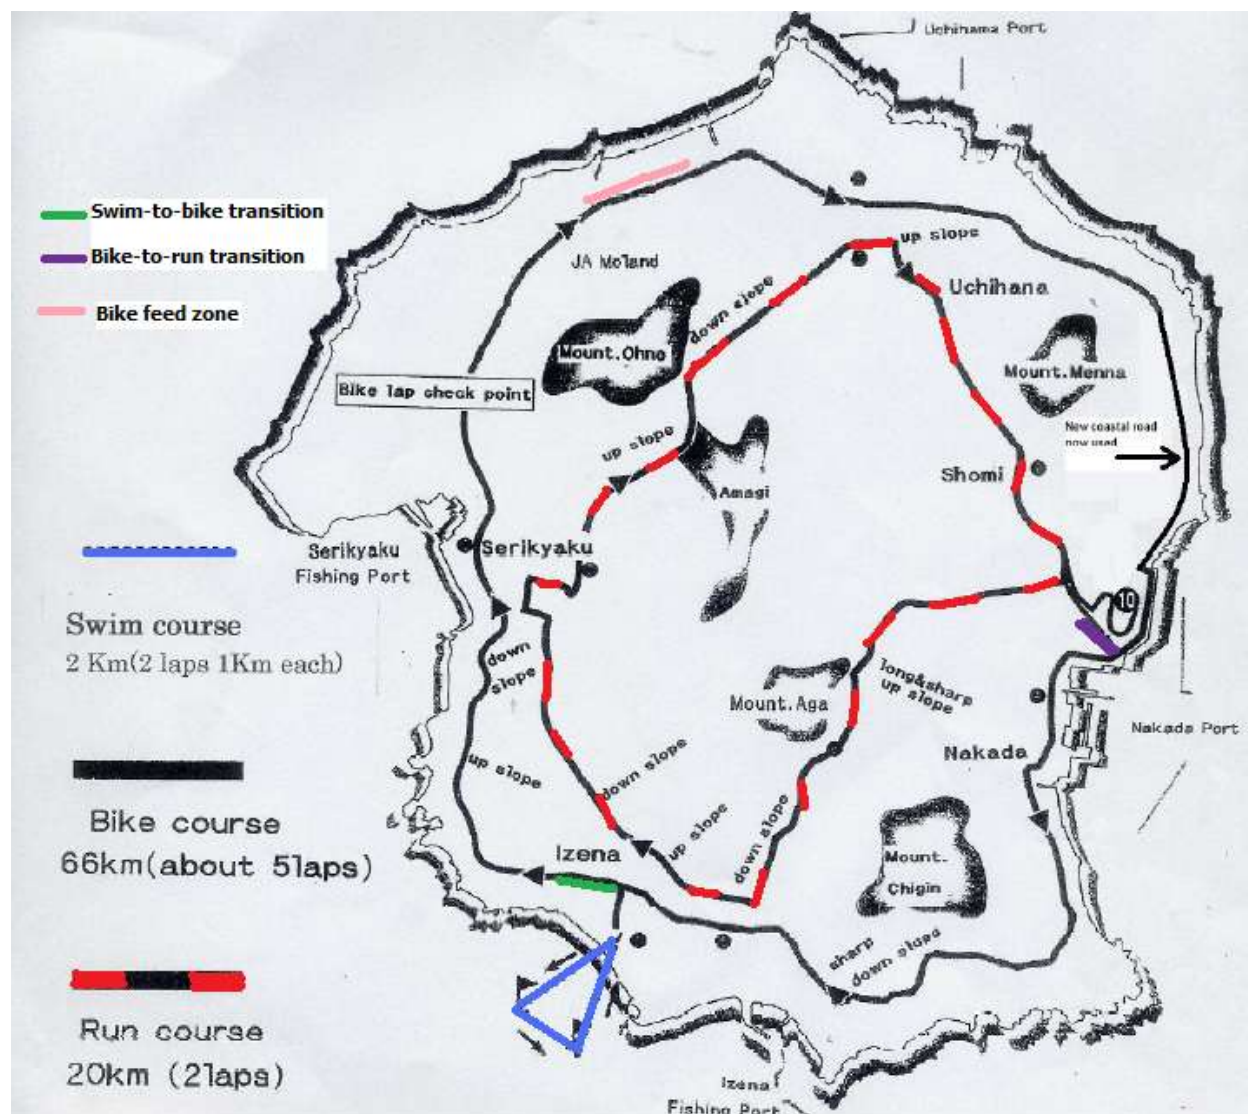 Uchihama Port
Swim-to-bike transition
Bike-to-run transition
Bike feed zone
JA Moland
up slope
Uchihana
down slope
Mount.Ohno
Mount.Menna
Bike lap check point
New coastal road
now used
up slope
Shomi
Amagi
Serikyaku
Fishing Port
Serikyaku
10
Swim course
2 Km(2 laps 1Km each)
down
slope
long&sharp
up slope
Mount.Aga
Nakada Port
Nakada
up slope
down slope
up slope
down slope
Bike course
66km(about 5laps)
Izena
Mount.
Chigin
sharp
down slope
Run course
20km (2laps)
Izena
Fishing Port